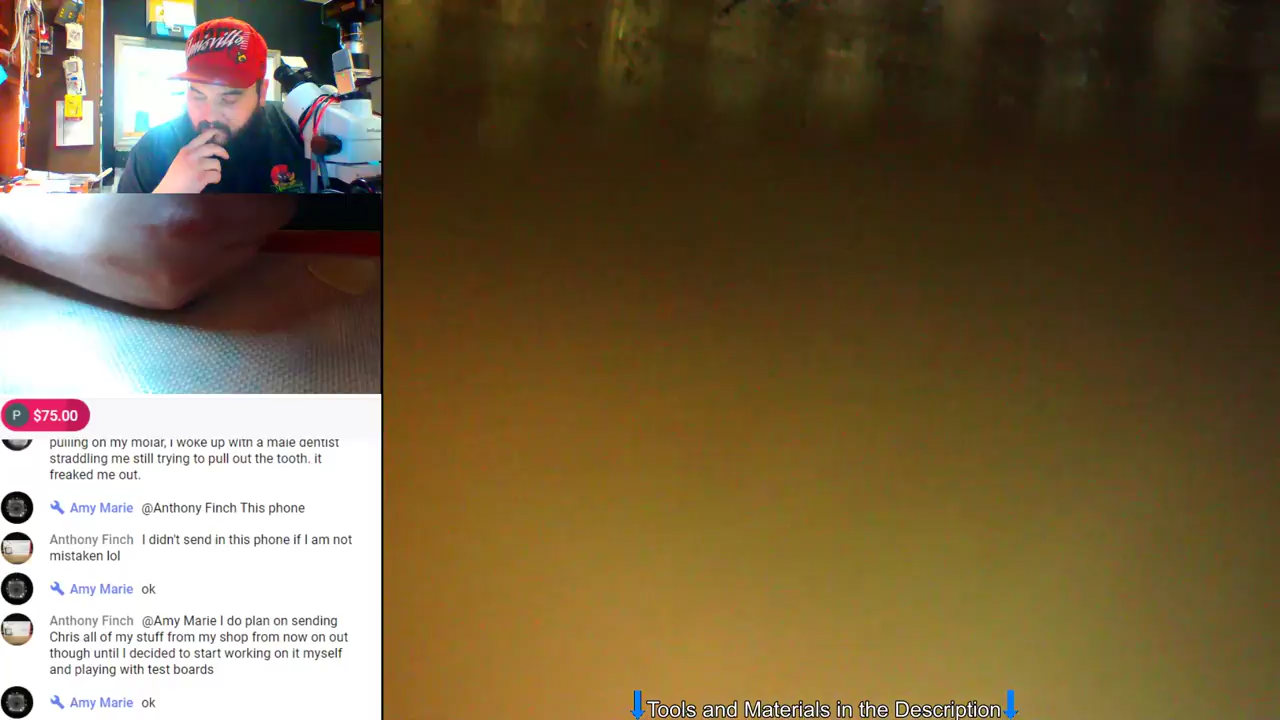 Louisville
P $75.00
pulling on my molar, I woke up with a male dentist
straddling me still trying to pull out the tooth. it
freaked me out.
Amy Marie @Anthony Finch This phone
Anthony Finch I didn't send in this phone if I am not
mistaken lol
Amy Marie ok
Anthony Finch @Amy Marie I do plan on sending
Chris all of my stuff from my shop from now on out
though until I decided to start working on it myself
and playing with test boards
Amy Marie ok
Tools and Materials in the Description